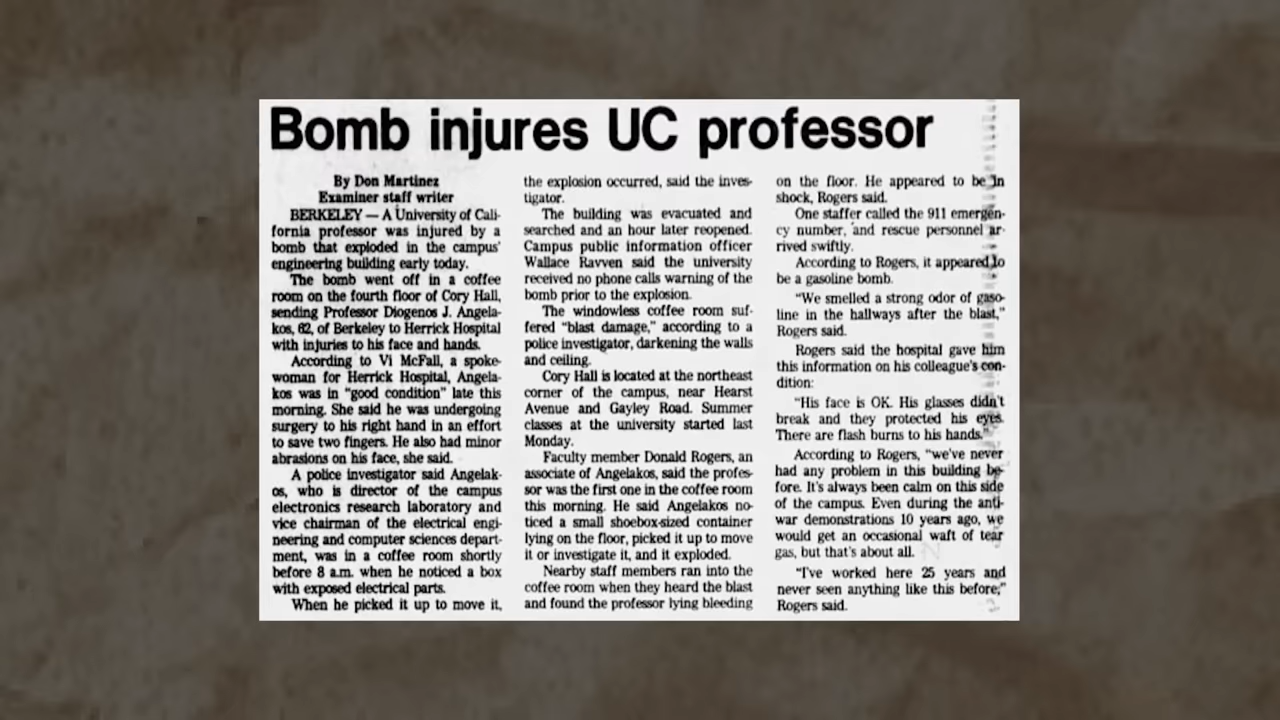 Bomb injures UC professor
By Don Martinez
Examiner staff writer
BERKELEY — A University of Cali-
fornia professor was injured by a
bomb that exploded in the campus'
engineering building early today.
The bomb went off in a coffee
room on the fourth floor of Cory Hall,
sending Professor Diogenos J. Angela-
kos, 62, of Berkeley to Herrick Hospital
with injuries to his face and hands.
According to Vi McFall, a spoke-
woman for Herrick Hospital, Angela-
kos was in "good condition" late this
morning. She said he was undergoing
surgery to his right hand in an effort
to save two fingers. He also had minor
abrasions on his face, she said.
A police investigator said Angelak-
os, who is director of the campus
electronics research laboratory and
vice chairman of the electrical engi-
neering and computer sciences depart-
ment, was in a coffee room shortly
before 8 a.m. when he noticed a box
with exposed electrical parts.
When he picked it up to move it,
the explosion occurred, said the inves-
tigator.
The building was evacuated and
searched and an hour later reopened.
Campus public information officer
Wallace Ravven said the university
received no phone calls warning of the
bomb prior to the explosion.
The windowless coffee room suf-
fered "blast damage," according to a
police investigator, darkening the walls
and ceiling.
Cory Hall is located at the northeast
corner of the campus, near Hearst
Avenue and Gayley Road. Summer
classes at the university started last
Monday.
Faculty member Donald Rogers, an
associate of Angelakos, said the profes-
sor was the first one in the coffee room
this morning. He said Angelakos no-
ticed a small shoebox-sized container
lying on the floor, picked it up to move
it or investigate it, and it exploded.
Nearby staff members ran into the
coffee room when they heard the blast
and found the professor lying bleeding
on the floor. He appeared to be in
shock, Rogers said.
One staffer called the 911 emergen-
cy number, and rescue personnel ar-
rived swiftly.
According to Rogers, it appeared to
be a gasoline bomb.
"We smelled a strong odor of gaso-
line in the hallways after the blast,"
Rogers said.
Rogers said the hospital gave him
this information on his colleague's con-
dition:
"His face is OK. His glasses didn't
break and they protected his eyes.
There are flash burns to his hands."
According to Rogers, "we've never
had any problem in this building be-
fore. It's always been calm on this side
of the campus. Even during the anti-
war demonstrations 10 years ago, we
would get an occasional waft of tear
gas, but that's about all.
"I've worked here 25 years and
never seen anything like this before,"
Rogers said.